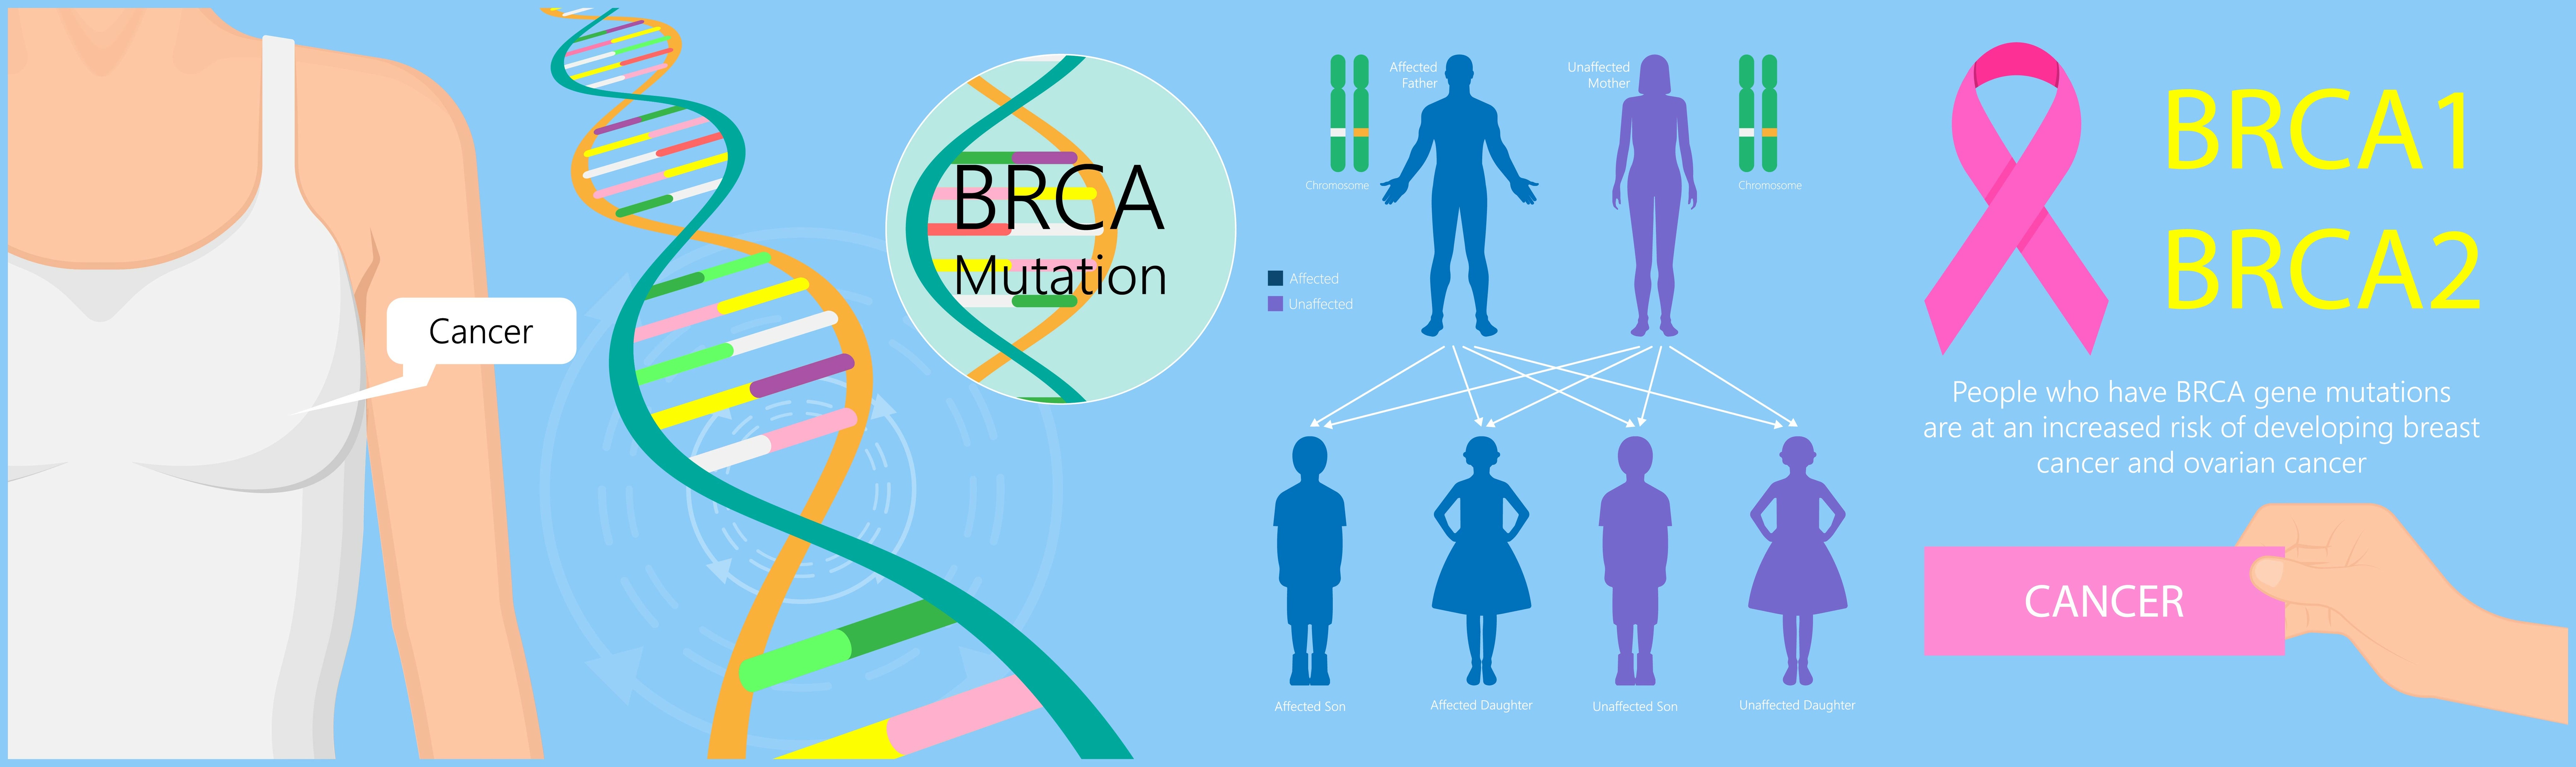 Cancer
BRCA
Mutation
Affected
Father
Unaffected
Mother
Chromosome
Chromosome
Affected
Unaffected
Affected Son
Affected Daughter
Unaffected Son
Unaffected Daughter
BRCA1
BRCA2
People who have BRCA gene mutations
are at an increased risk of developing breast
cancer and ovarian cancer
CANCER